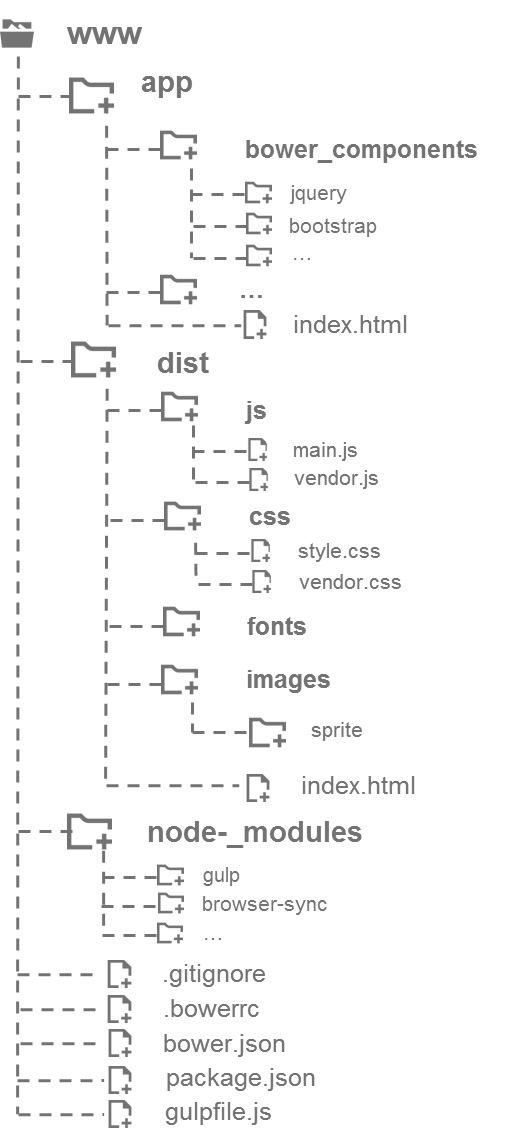 www
app
bower_components
jquery
bootstrap
...
...
index.html
dist
js
main.js
vendor.js
css
style.css
vendor.css
fonts
images
sprite
index.html
node-_modules
gulp
browser-sync
...
.gitignore
.bowerrc
bower.json
package.json
gulpfile.js